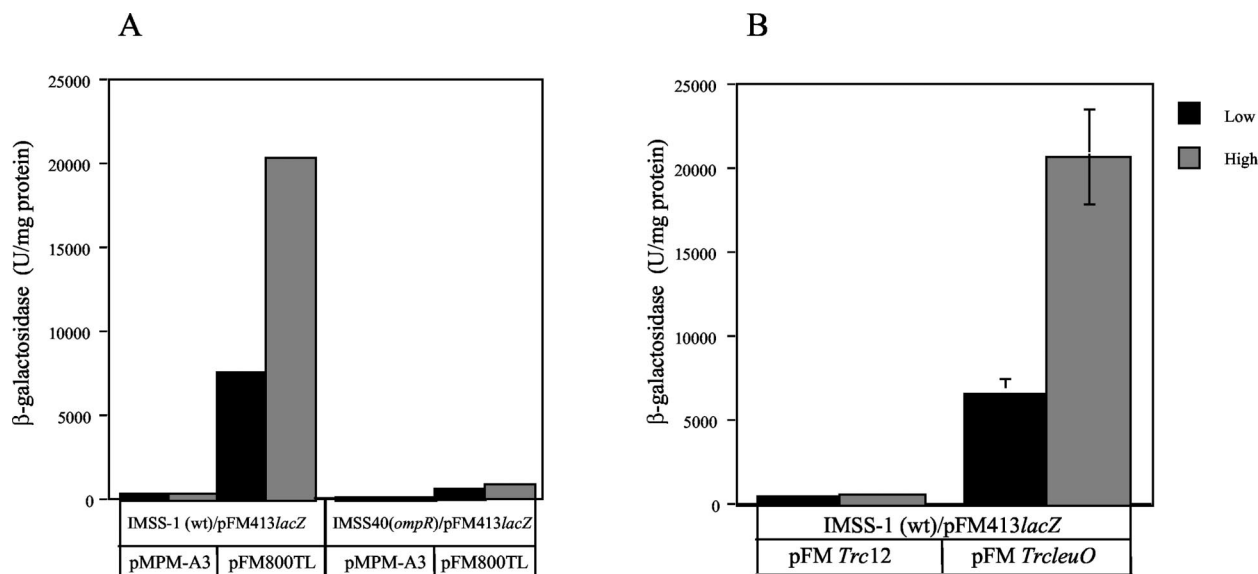 A
β-galactosidase (U/mg protein)
25000
20000
15000
10000
5000
0
IMSS-1 (wt)/pFM413lacZ
IMSS40(ompR)/pFM413lacZ
pMPM-A3
pFM800TL
pMPM-A3
pFM800TL
B
β-galactosidase (U/mg protein)
25000
20000
15000
10000
5000
0
IMSS-1 (wt)/pFM413lacZ
pFM Trc12
pFM TrcleuO
Low
High